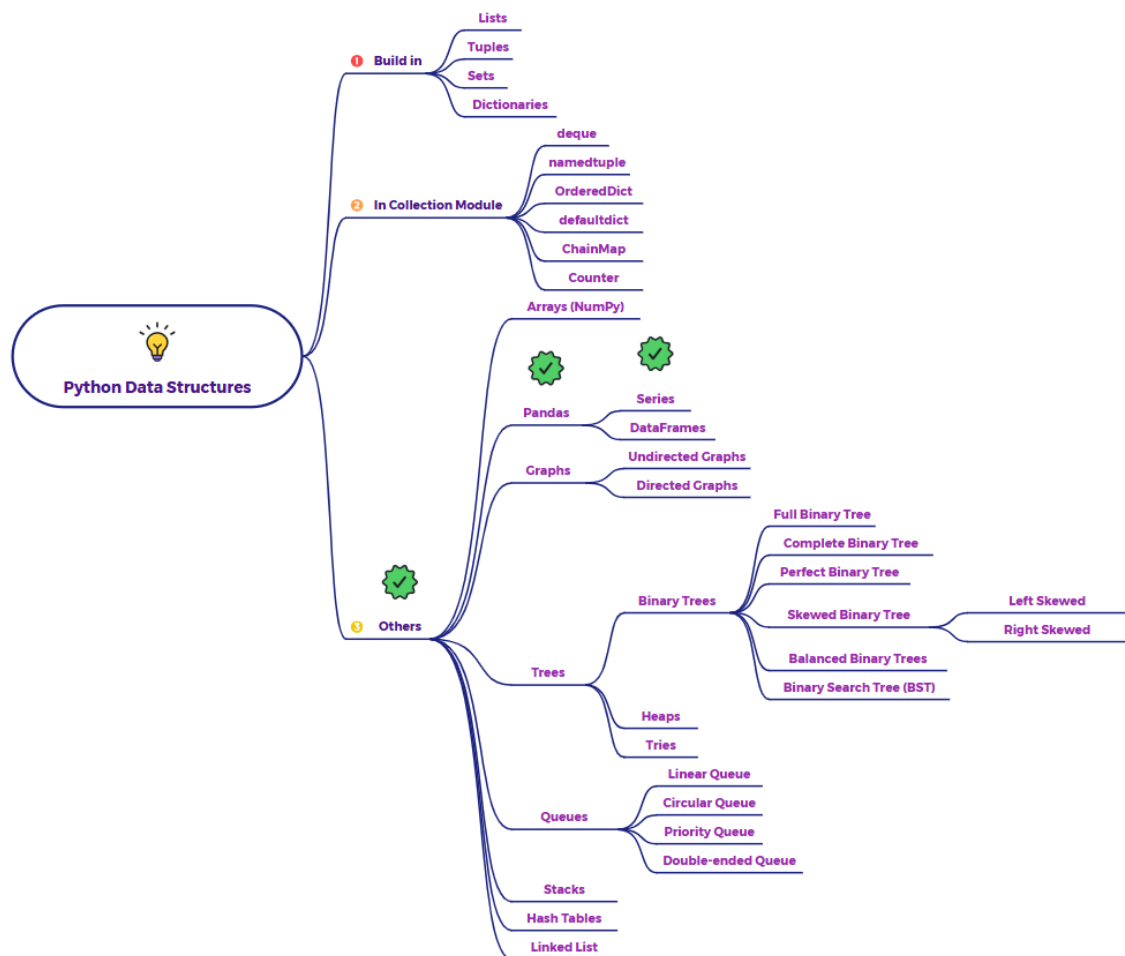 Python Data Structures
1 Build in
Lists
Tuples
Sets
Dictionaries
2 In Collection Module
deque
namedtuple
OrderedDict
defaultdict
ChainMap
Counter
3 Others
Arrays (NumPy)
Pandas
Series
DataFrames
Graphs
Undirected Graphs
Directed Graphs
Trees
Binary Trees
Full Binary Tree
Complete Binary Tree
Perfect Binary Tree
Skewed Binary Tree
Left Skewed
Right Skewed
Balanced Binary Trees
Binary Search Tree (BST)
Heaps
Tries
Queues
Linear Queue
Circular Queue
Priority Queue
Double-ended Queue
Stacks
Hash Tables
Linked List